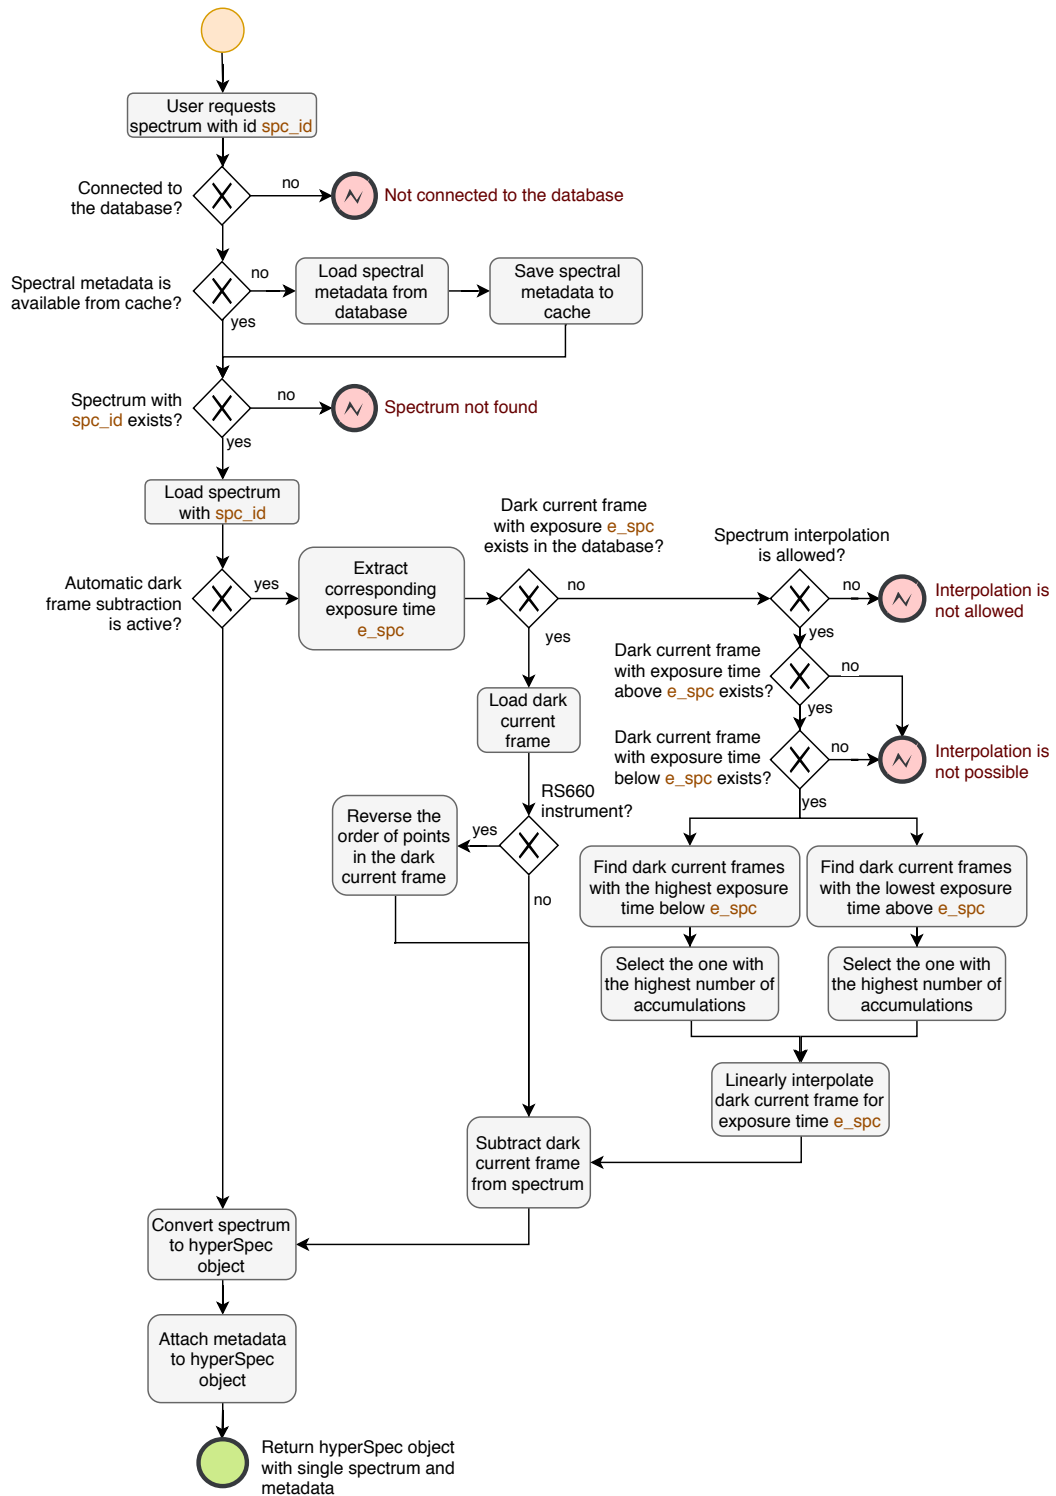 User requests
spectrum with id spc_id
Connected to
the database?
no
Not connected to the database
Spectral metadata is
available from cache?
no
Load spectral
metadata from
database
Save spectral
metadata to
cache
yes
Spectrum with
spc_id exists?
no
Spectrum not found
yes
Load spectrum
with spc_id
Automatic dark
frame subtraction
is active?
yes
Extract
corresponding
exposure time
e_spc
Dark current frame
with exposure e_spc
exists in the database?
no
yes
Spectrum interpolation
is allowed?
no
Interpolation is
not allowed
yes
Dark current frame
with exposure time
above e_spc exists?
no
yes
Dark current frame
with exposure time
below e_spc exists?
no
Interpolation is
not possible
yes
Load dark
current
frame
RS660
instrument?
yes
Reverse the
order of points
in the dark
current frame
no
Find dark current frames
with the highest exposure
time below e_spc
Find dark current frames
with the lowest exposure
time above e_spc
Select the one with
the highest number of
accumulations
Select the one with
the highest number of
accumulations
Linearly interpolate
dark current frame for
exposure time e_spc
Subtract dark
current frame
from spectrum
Convert spectrum
to hyperSpec
object
Attach metadata
to hyperSpec
object
Return hyperSpec object
with single spectrum and
metadata